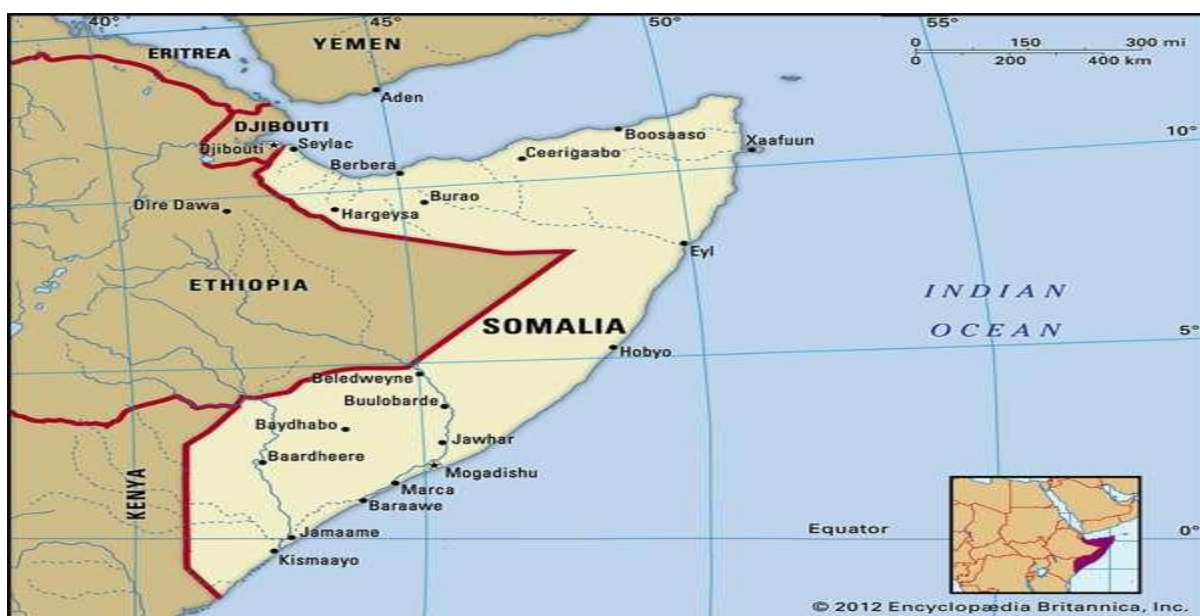 40°
45°
50°
55°
YEMEN
ERITREA
0 150 300 mi
0 200 400 km
Aden
DJIBOUTI
Djibouti
Seylac
Boosaaso
10°
Xaafuun
Ceerigaabo
Berbera
Burao
Dire Dawa
Hargeysa
Eyl
ETHIOPIA
INDIAN
OCEAN
SOMALIA
5°
Hobyo
Beledweyne
Buulobarde
Baydhabo
Jawhar
Baardheere
Mogadishu
KENYA
Marca
Baraawe
Jamaame
Equator
0°
Kismaayo
© 2012 Encyclopædia Britannica, Inc.